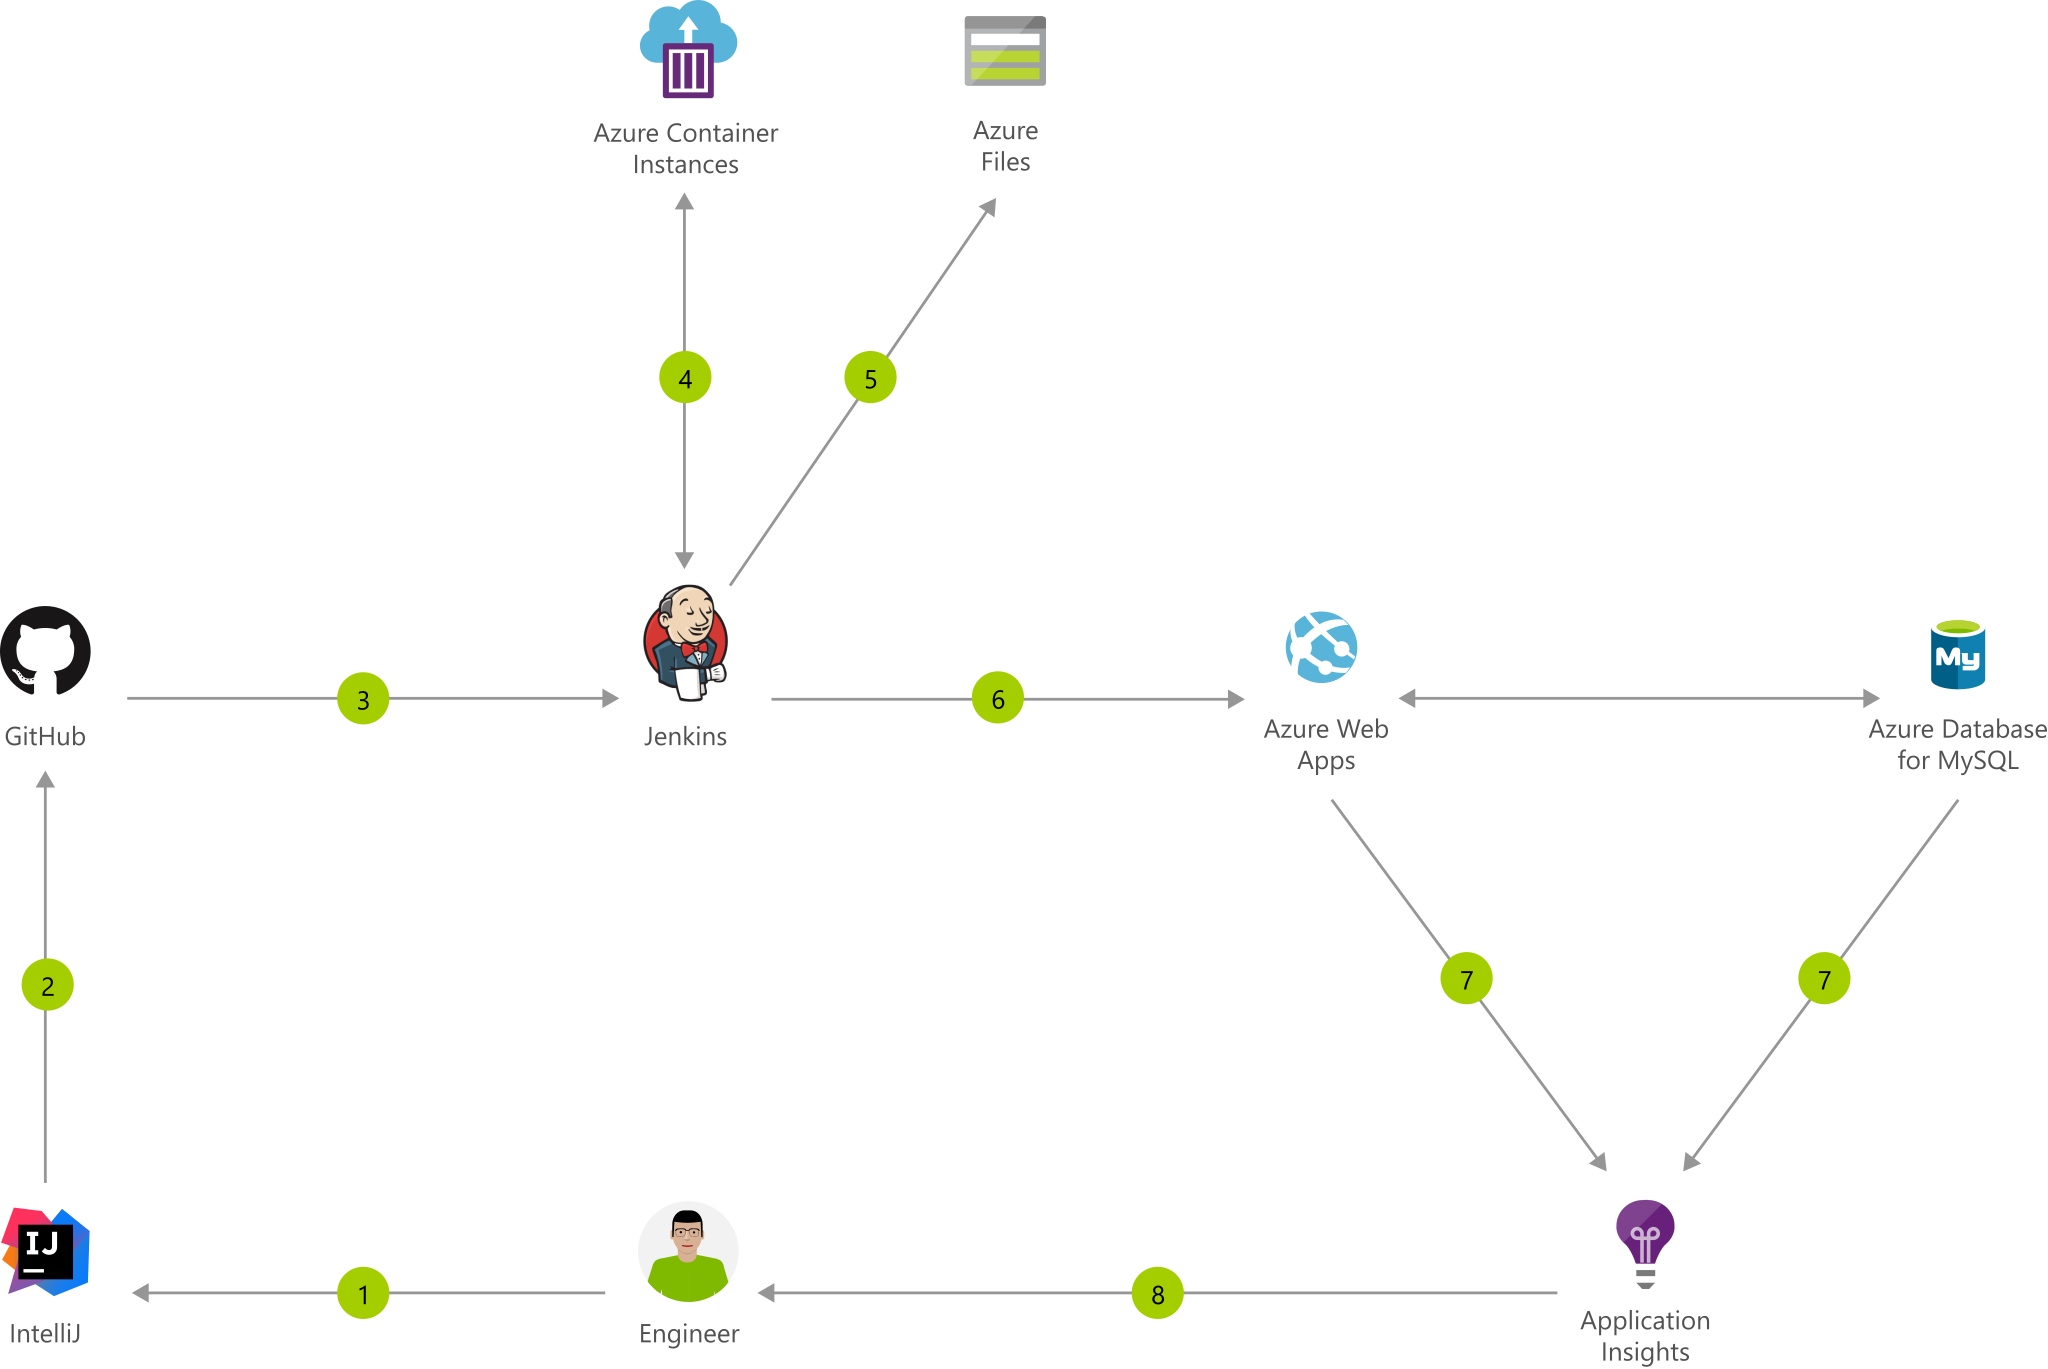 Azure Container
Instances
Azure
Files
4
5
GitHub
3
Jenkins
6
Azure Web
Apps
My
Azure Database
for MySQL
2
7
7
IJ
IntelliJ
1
Engineer
8
Application
Insights